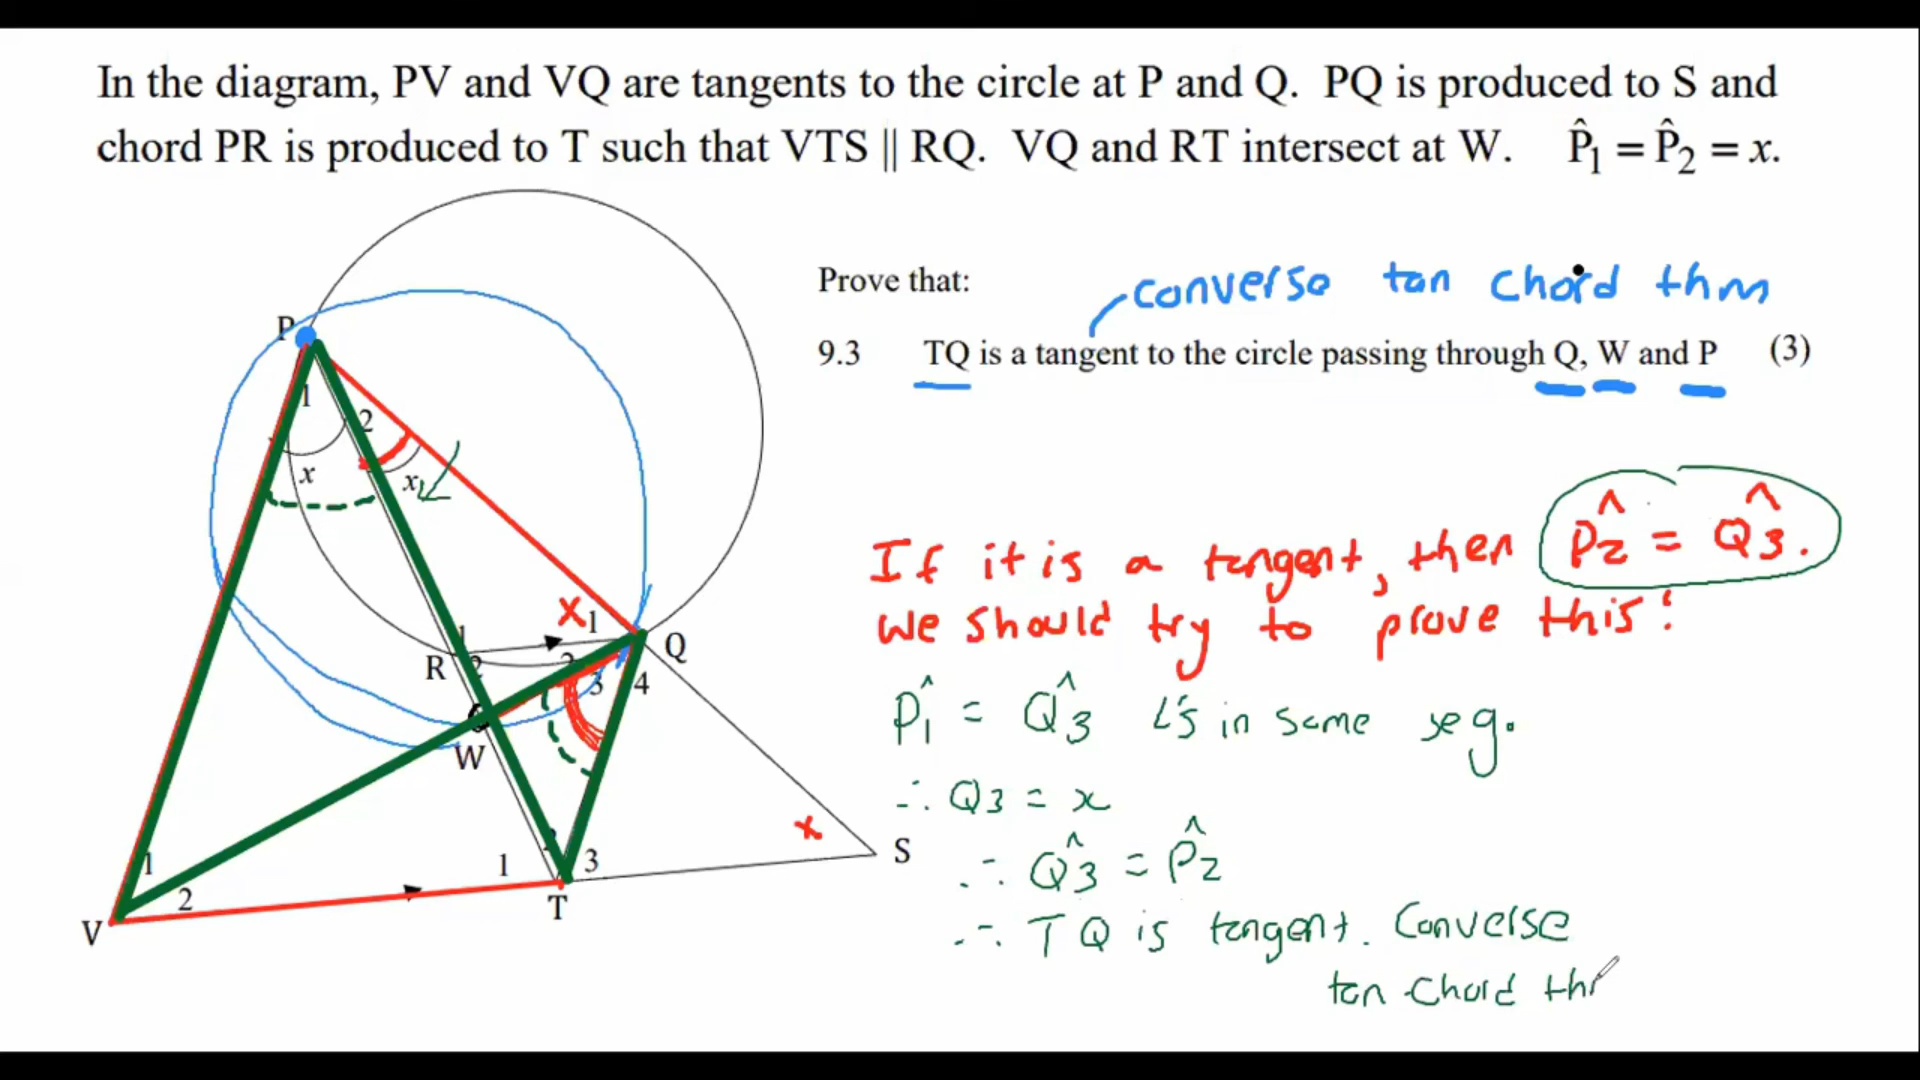 In the diagram, PV and VQ are tangents to the circle at P and Q. PQ is produced to S and
chord PR is produced to T such that VTS || RQ. VQ and RT intersect at W. P̂₁ = P̂₂ = x.
Prove that:
converse tan chord thm
9.3 TQ is a tangent to the circle passing through Q, W and P (3)
If it is a tangent, then P̂2 = Q̂3.
we should try to prove this!
P̂1 = Q̂3 ∠'s in same seg.
∴ Q3 = x
∴ Q̂3 = P̂2
∴ TQ is tangent. Converse
tan chord th
P
1
2
x
x
x
1
1
R
2
2
Q
3
4
W
x
S
2
1
3
1
2
T
V